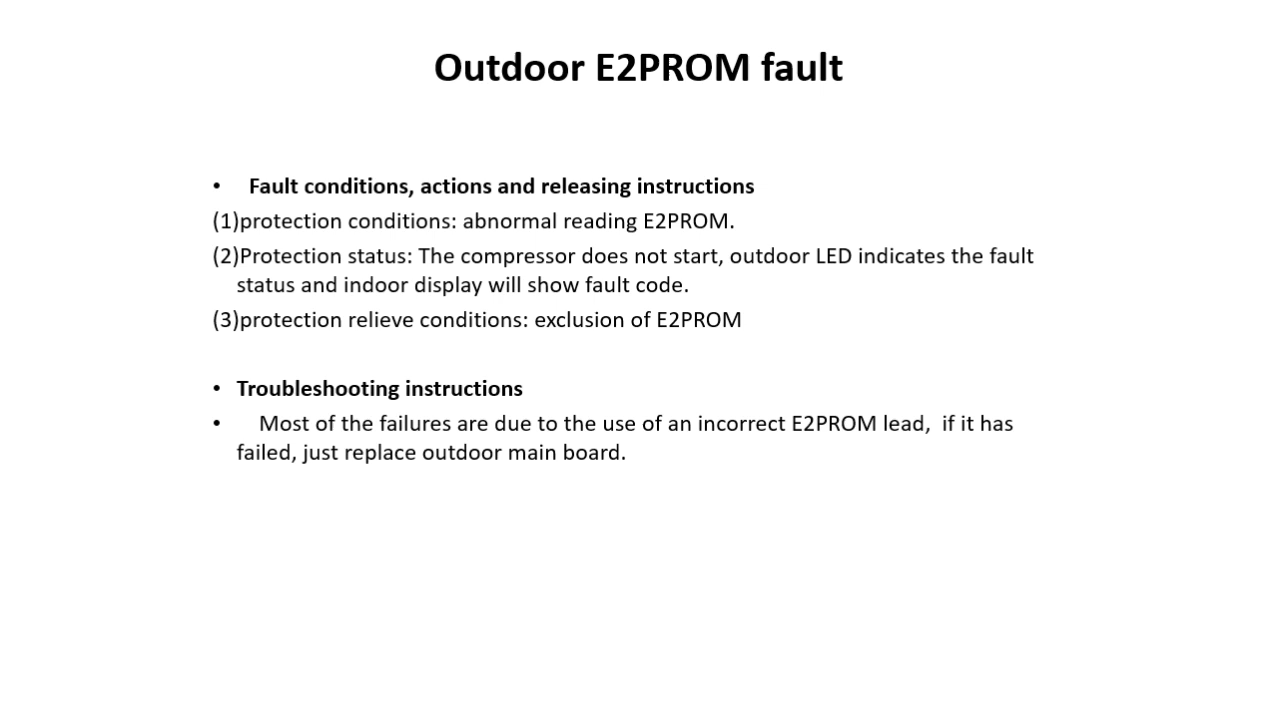 Outdoor E2PROM fault
• Fault conditions, actions and releasing instructions
(1)protection conditions: abnormal reading E2PROM.
(2)Protection status: The compressor does not start, outdoor LED indicates the fault
status and indoor display will show fault code.
(3)protection relieve conditions: exclusion of E2PROM
• Troubleshooting instructions
• Most of the failures are due to the use of an incorrect E2PROM lead, if it has
failed, just replace outdoor main board.